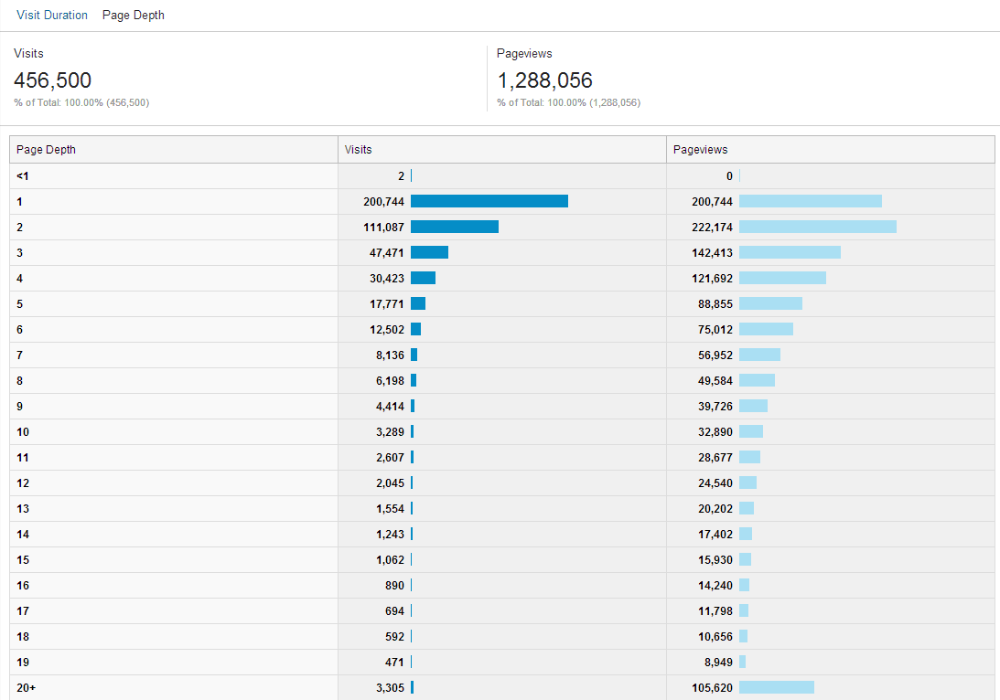 Visit Duration Page Depth
Visits Pageviews
456,500 1,288,056
% of Total: 100.00% (456,500) % of Total: 100.00% (1,288,056)
Page Depth Visits Pageviews
<1 2 0
1 200,744 200,744
2 111,087 222,174
3 47,471 142,413
4 30,423 121,692
5 17,771 88,855
6 12,502 75,012
7 8,136 56,952
8 6,198 49,584
9 4,414 39,726
10 3,289 32,890
11 2,607 28,677
12 2,045 24,540
13 1,554 20,202
14 1,243 17,402
15 1,062 15,930
16 890 14,240
17 694 11,798
18 592 10,656
19 471 8,949
20+ 3,305 105,620